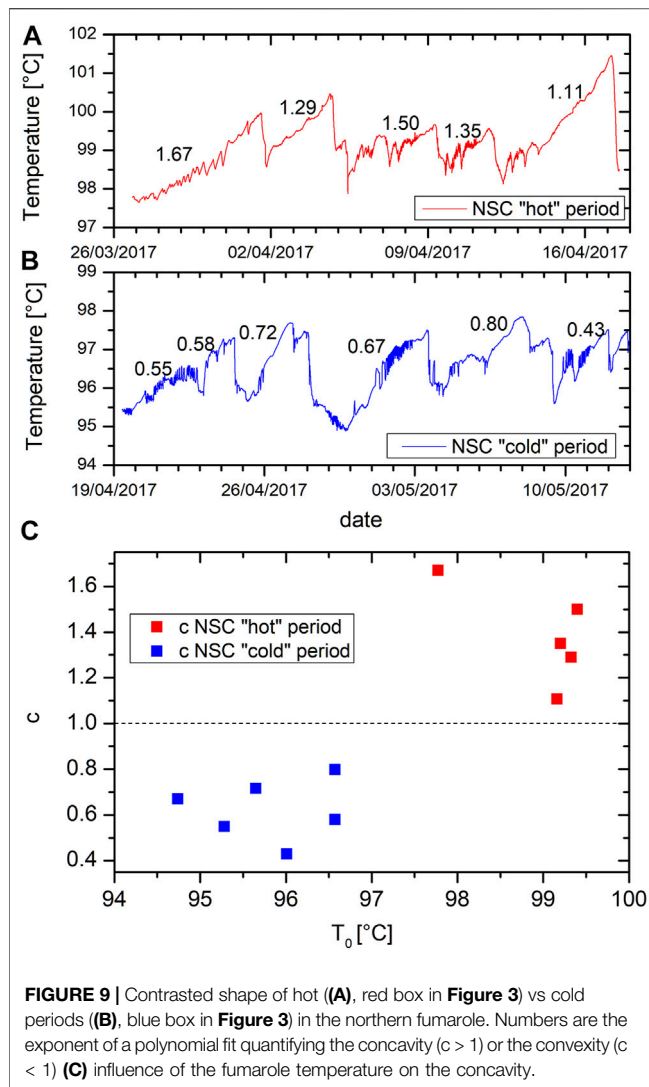 A
102
101
100
99
98
97
Temperature [°C]
1.67
1.29
1.50
1.35
1.11
NSC "hot" period
26/03/2017 02/04/2017 09/04/2017 16/04/2017
B
99
98
97
96
95
94
Temperature [°C]
0.55
0.58
0.72
0.67
0.80
0.43
NSC "cold" period
19/04/2017 26/04/2017 03/05/2017 10/05/2017
date
C
1.6
1.4
1.2
1.0
0.8
0.6
0.4
c
c NSC "hot" period
c NSC "cold" period
94 95 96 97 98 99 100
T0 [°C]
FIGURE 9 | Contrasted shape of hot ((A), red box in Figure 3) vs cold
periods ((B), blue box in Figure 3) in the northern fumarole. Numbers are the
exponent of a polynomial fit quantifying the concavity (c > 1) or the convexity (c
< 1) (C) influence of the fumarole temperature on the concavity.